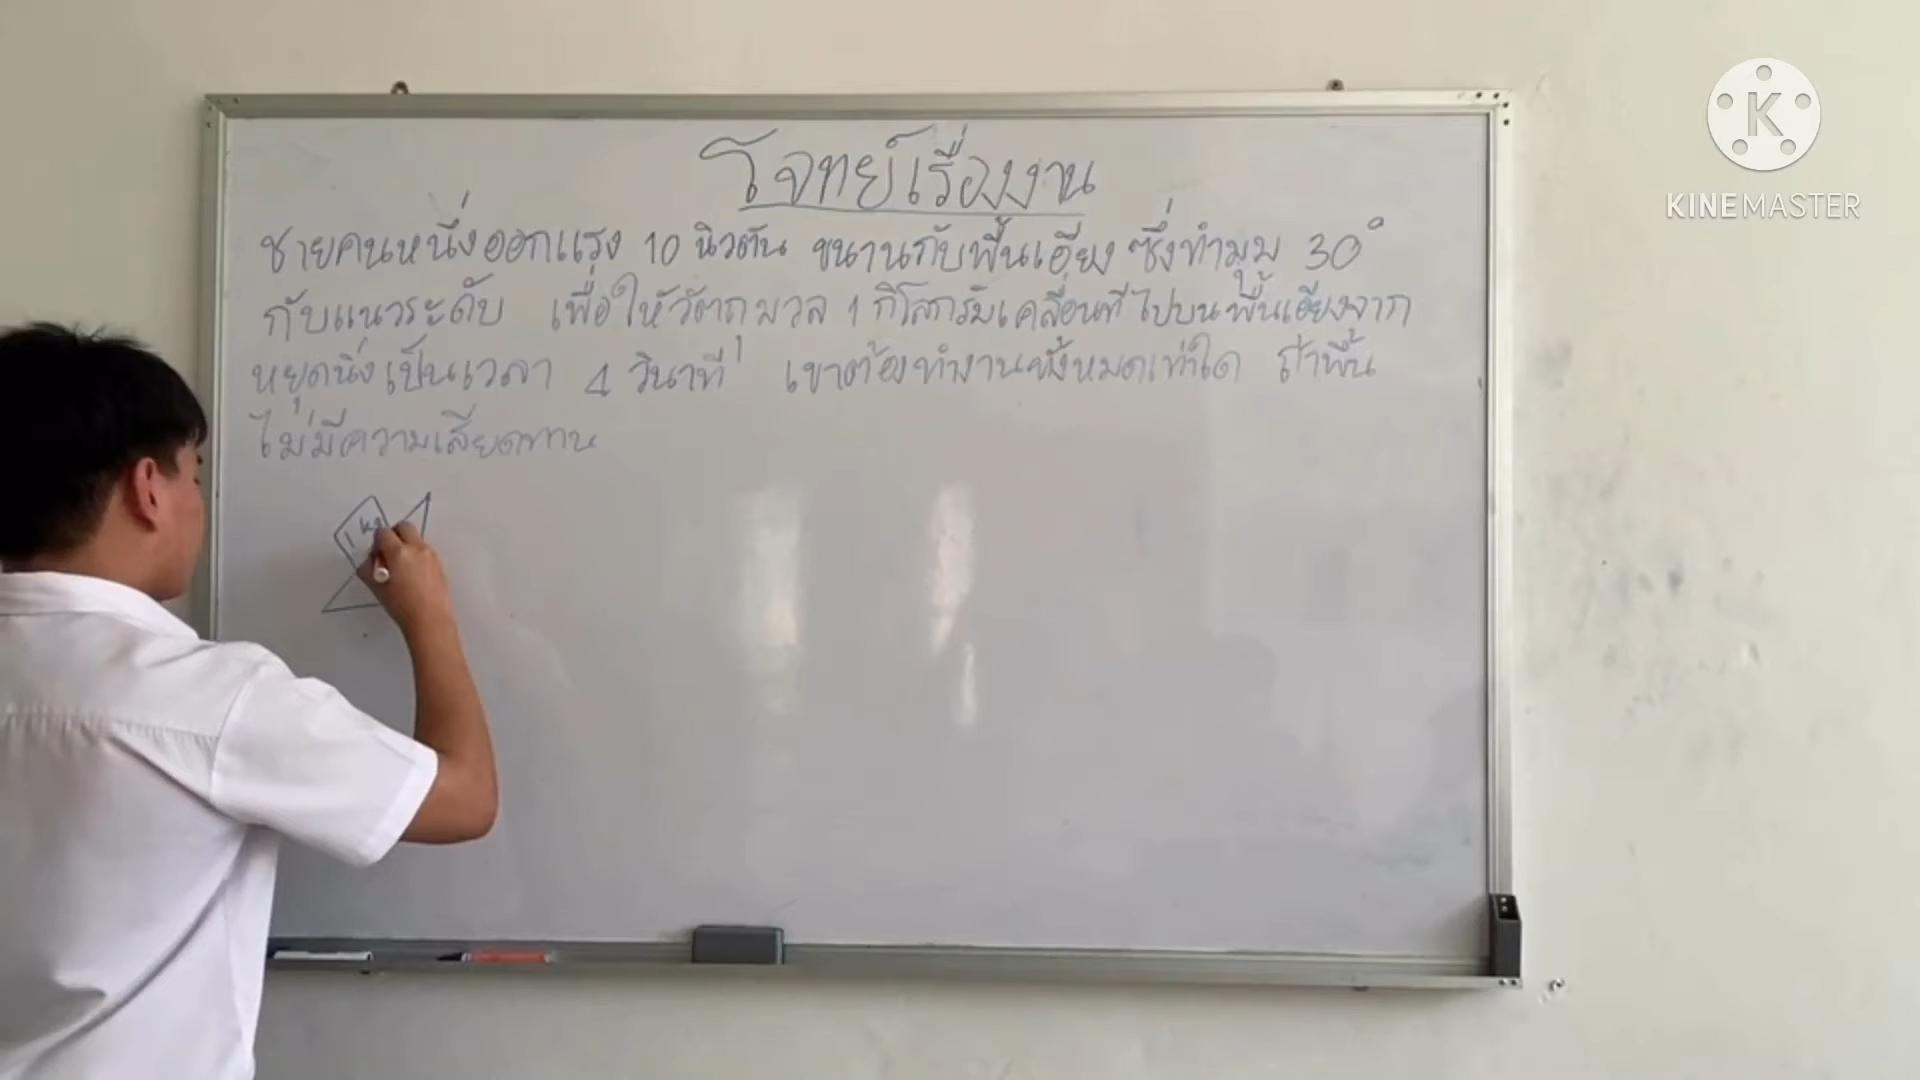 โจทย์เรื่องงาน
ชายคนหนึ่งออกแรง 10 นิวตัน ขนานกับพื้นเอียง ซึ่งทำมุม 30°
กับแนวระดับ เพื่อให้วัตถุมวล 1 กิโลกรัมเคลื่อนที่ไปบนพื้นเอียงจาก
หยุดนิ่งเป็นเวลา 4 วินาที เขาต้องทำงานทั้งหมดเท่าใด ถ้าพื้น
ไม่มีความเสียดทาน
1 kg
K
KINEMASTER